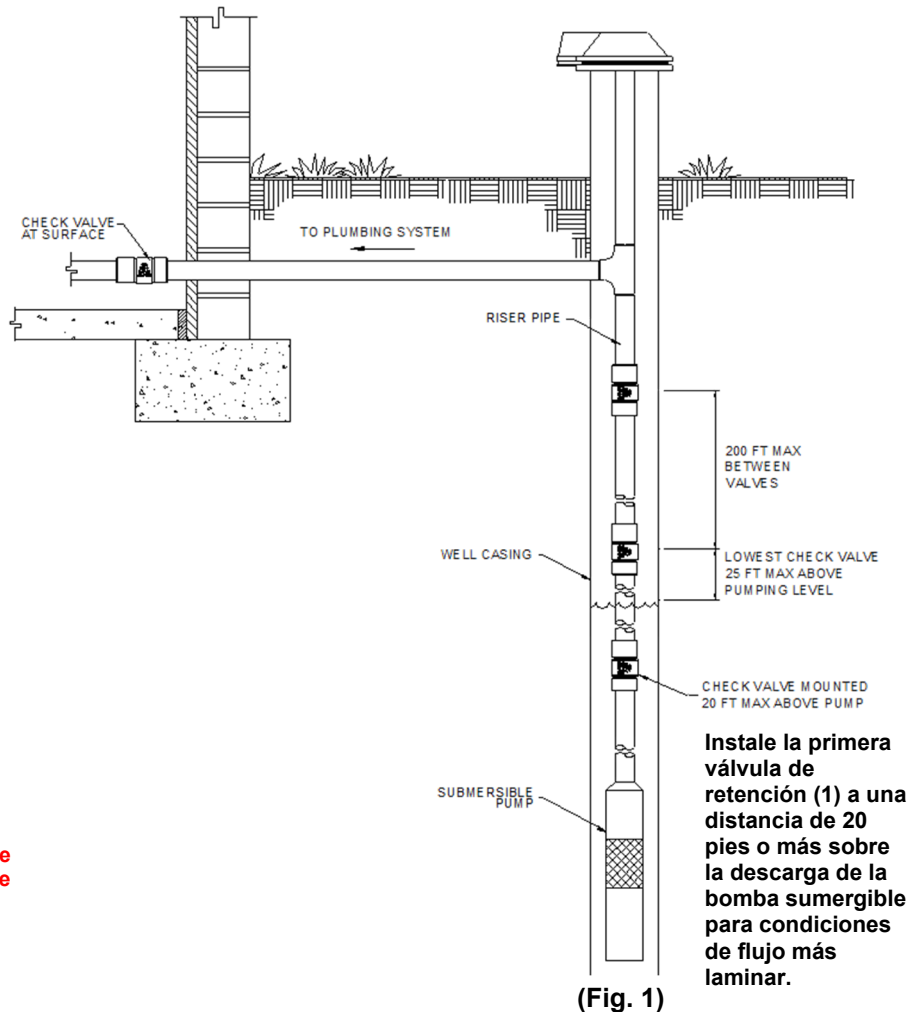 CHECK VALVE
AT SURFACE
TO PLUMBING SYSTEM
RISER PIPE
200 FT MAX
BETWEEN
VALVES
WELL CASING
LOWEST CHECK VALVE
25 FT MAX ABOVE
PUMPING LEVEL
CHECK VALVE MOUNTED
20 FT MAX ABOVE PUMP
SUBMERSIBLE
PUMP
Instale la primera
válvula de
retención (1) a una
distancia de 20
pies o más sobre
la descarga de la
bomba sumergible
para condiciones
de flujo más
laminar.
e
e
(Fig. 1)